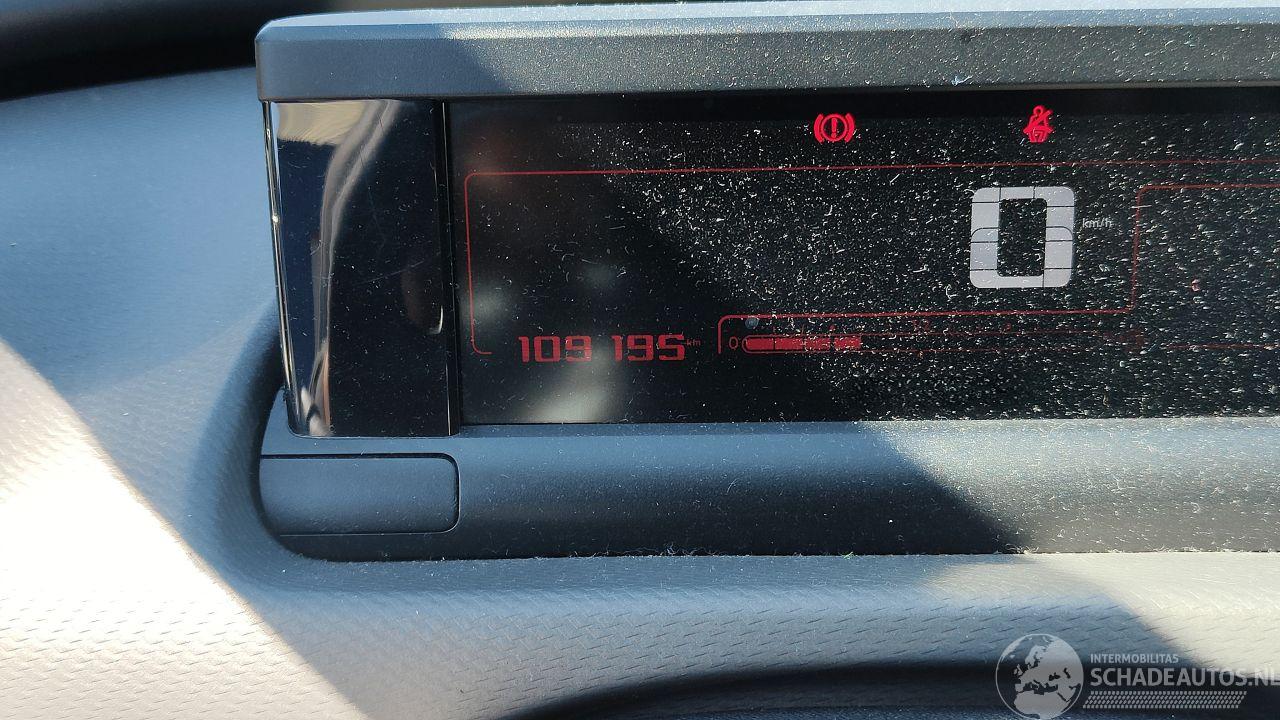 0 km/h
109 195 km
0
INTERMOBILITAS
SCHADEAUTOS.NL